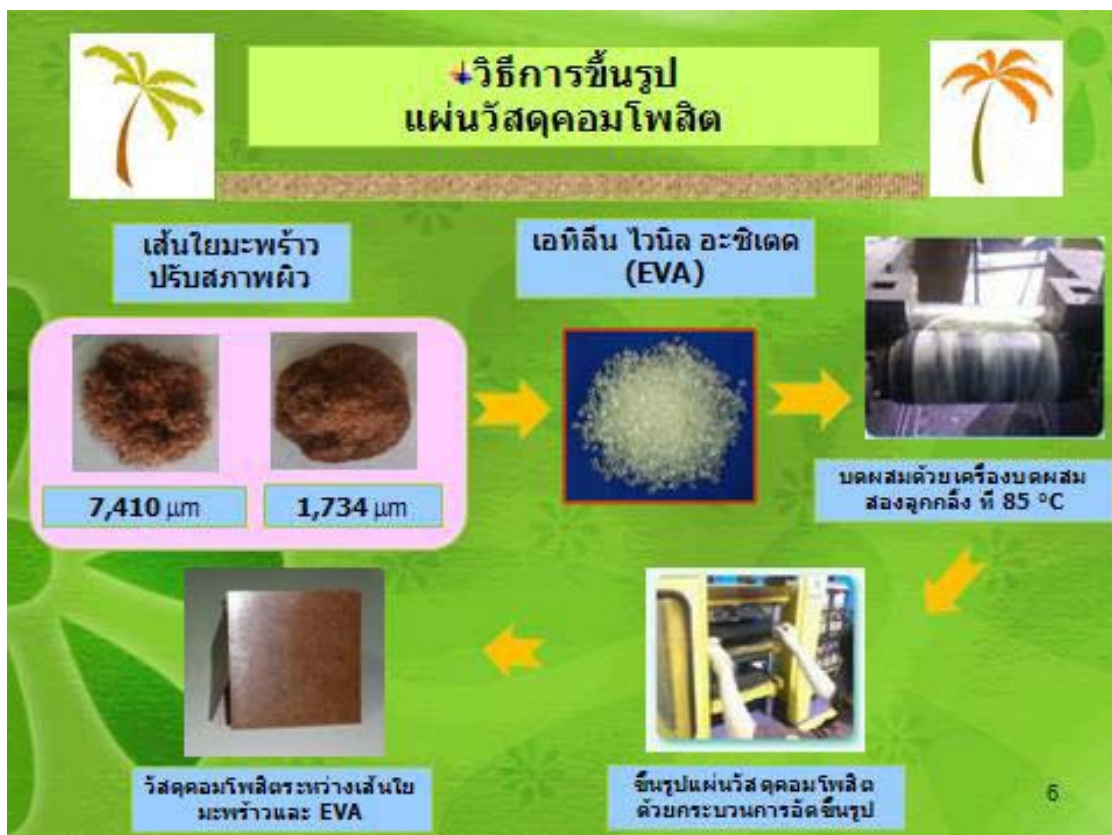 วิธีการขึ้นรูป
แผ่นวัสดุคอมโพสิต
เส้นใยมะพร้าว
ปรับสภาพผิว
เอทิลีน ไวนิล อะซิเตด
(EVA)
7,410 μm
1,734 μm
บดผสมด้วยเครื่องบดผสม
สองลูกกลิ้ง ที่ 85 °C
วัสดุคอมโพสิตระหว่างเส้นใย
มะพร้าวและ EVA
ขึ้นรูปแผ่นวัสดุคอมโพสิต
ด้วยกระบวนการอัดขึ้นรูป
6